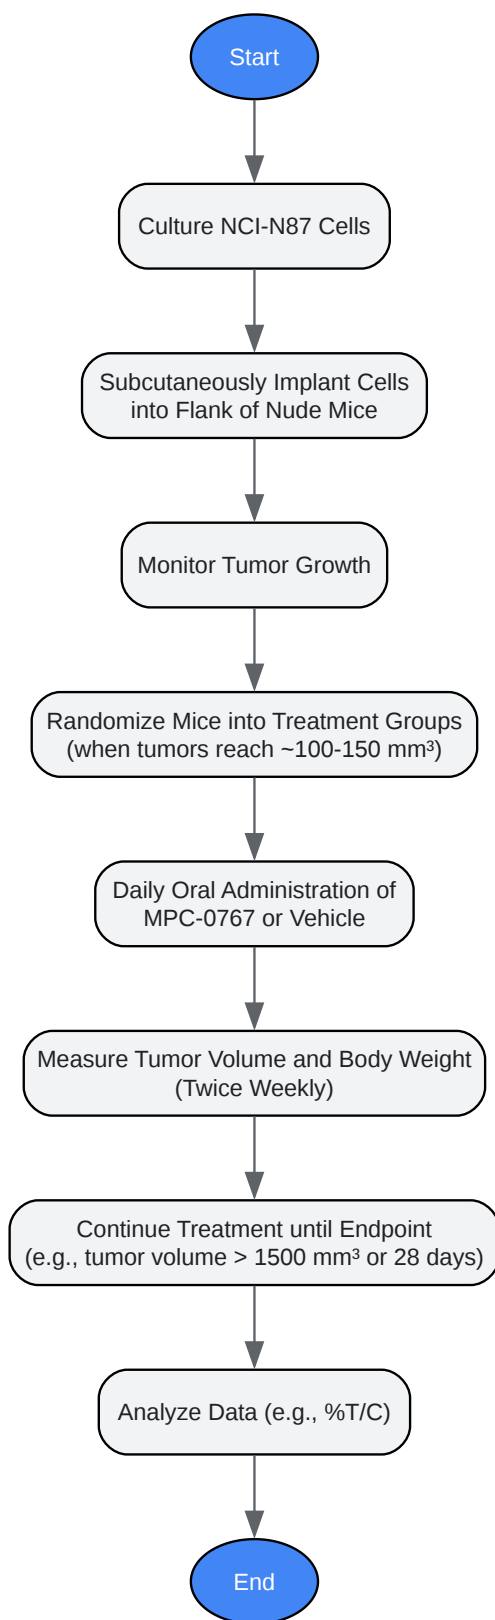 Start
Culture NCI-N87 Cells
Subcutaneously Implant Cells
into Flank of Nude Mice
Monitor Tumor Growth
Randomize Mice into Treatment Groups
(when tumors reach ~100-150 mm³)
Daily Oral Administration of
MPC-0767 or Vehicle
Measure Tumor Volume and Body Weight
(Twice Weekly)
Continue Treatment until Endpoint
(e.g., tumor volume > 1500 mm³ or 28 days)
Analyze Data (e.g., %T/C)
End